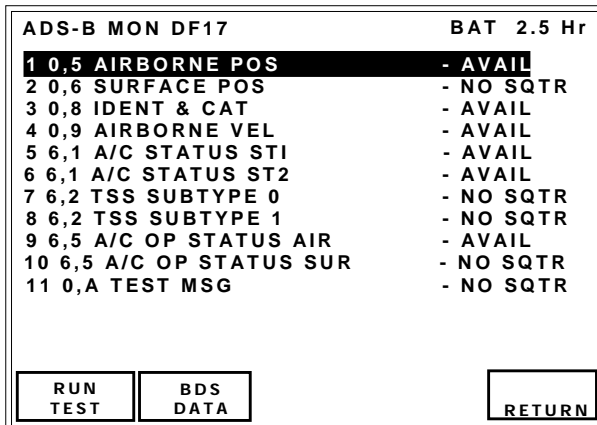 ADS-B MON DF17 BAT 2.5 Hr
1 0,5 AIRBORNE POS - AVAIL
2 0,6 SURFACE POS - NO SQTR
3 0,8 IDENT & CAT - AVAIL
4 0,9 AIRBORNE VEL - AVAIL
5 6,1 A/C STATUS STI - AVAIL
6 6,1 A/C STATUS ST2 - AVAIL
7 6,2 TSS SUBTYPE 0 - NO SQTR
8 6,2 TSS SUBTYPE 1 - NO SQTR
9 6,5 A/C OP STATUS AIR - AVAIL
10 6,5 A/C OP STATUS SUR - NO SQTR
11 0,A TEST MSG - NO SQTR
RUN TEST
BDS DATA
RETURN